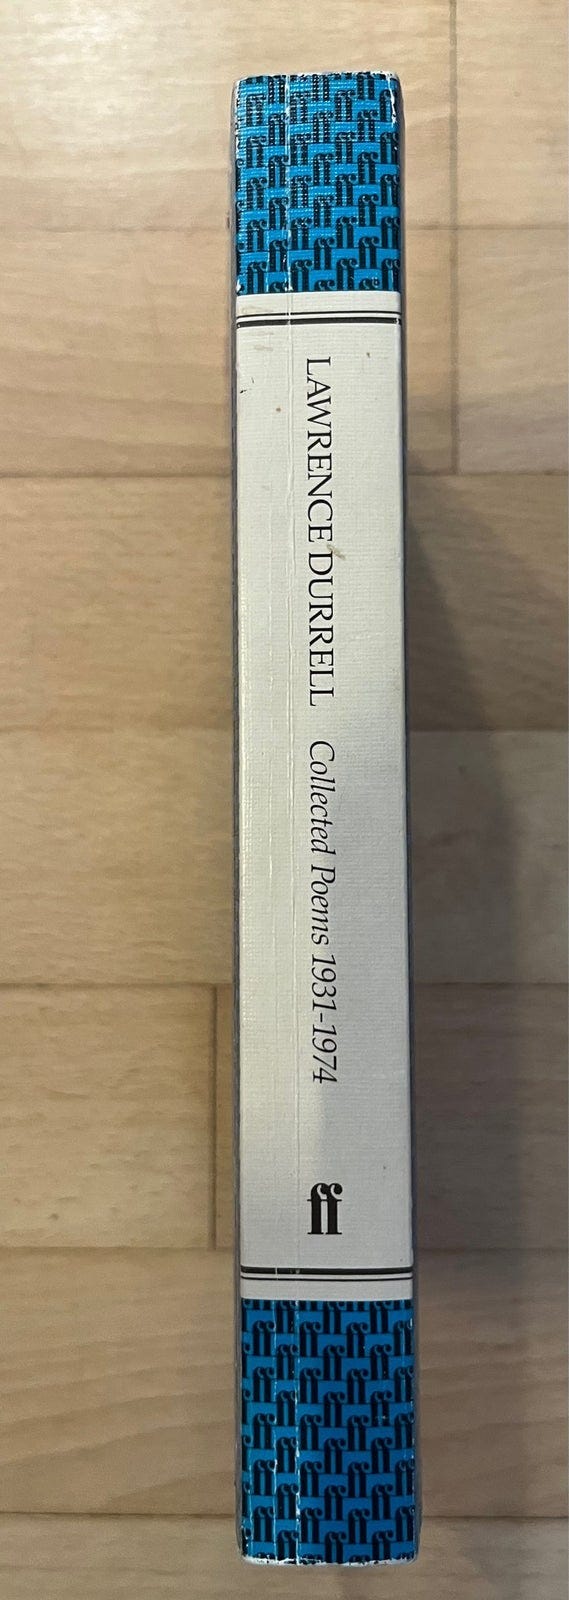 LAWRENCE DURRELL Collected Poems 1931-1974
ff